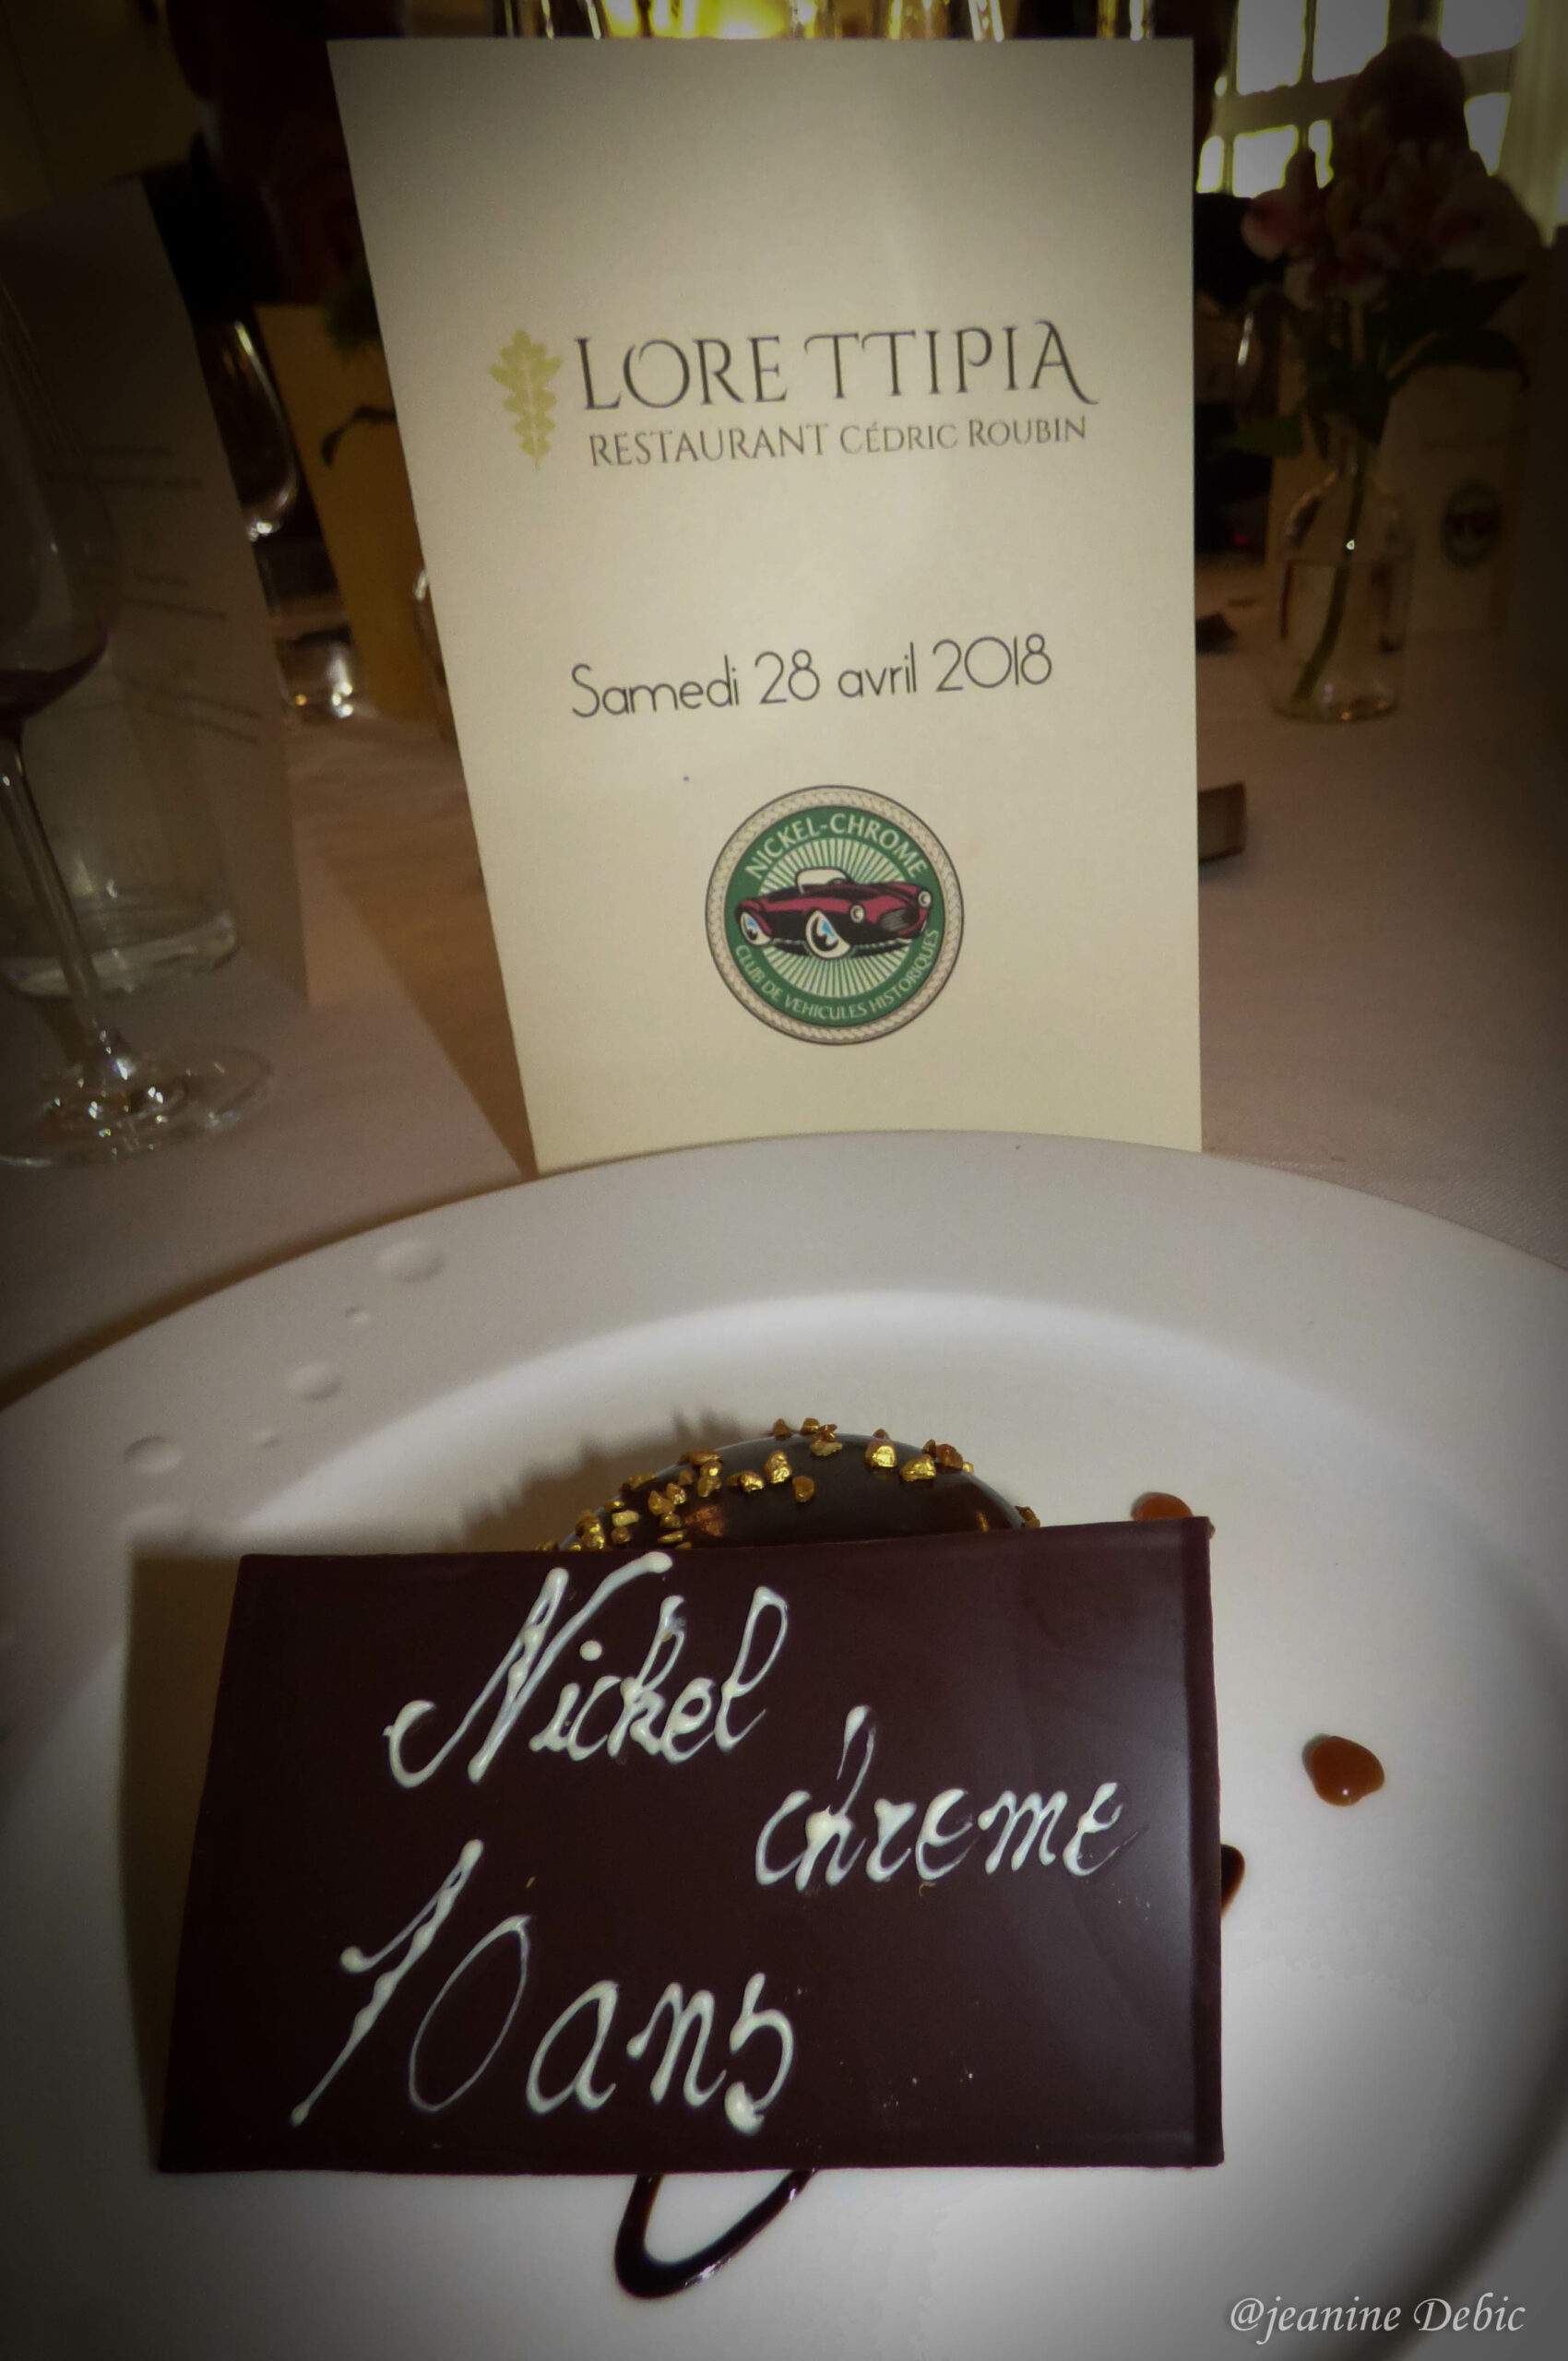 LORE TTIPIA
RESTAURANT CÉDRIC ROUBIN
Samedi 28 avril 2018
NICKEL-CHROME
CLUB DE VEHICULES HISTORIQUES
Nickel
chrome
10 ans
@jeanine Debic